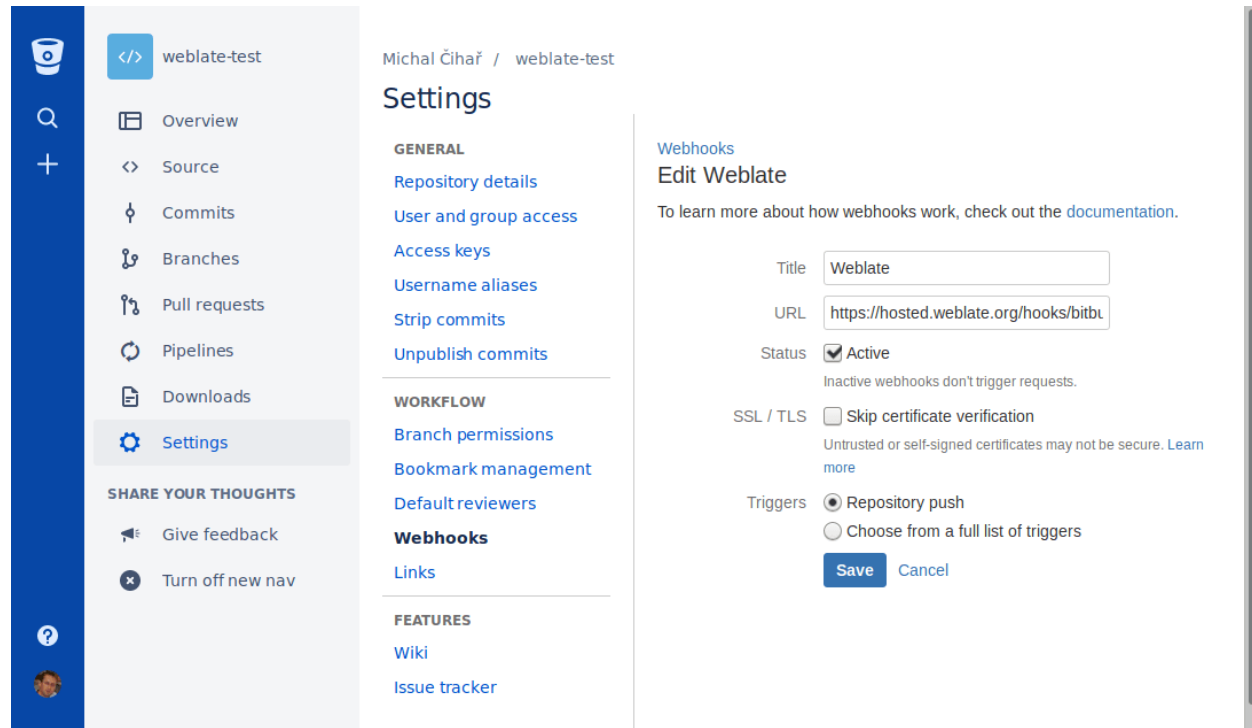 </> weblate-test
Overview
Source
Commits
Branches
Pull requests
Pipelines
Downloads
Settings
SHARE YOUR THOUGHTS
Give feedback
Turn off new nav
Michal Čihař / weblate-test
Settings
GENERAL
Repository details
User and group access
Access keys
Username aliases
Strip commits
Unpublish commits
WORKFLOW
Branch permissions
Bookmark management
Default reviewers
Webhooks
Links
FEATURES
Wiki
Issue tracker
Webhooks
Edit Weblate
To learn more about how webhooks work, check out the documentation.
Title Weblate
URL https://hosted.weblate.org/hooks/bitbu
Status Active
Inactive webhooks don't trigger requests.
SSL / TLS Skip certificate verification
Untrusted or self-signed certificates may not be secure. Learn
more
Triggers Repository push
Choose from a full list of triggers
Save Cancel